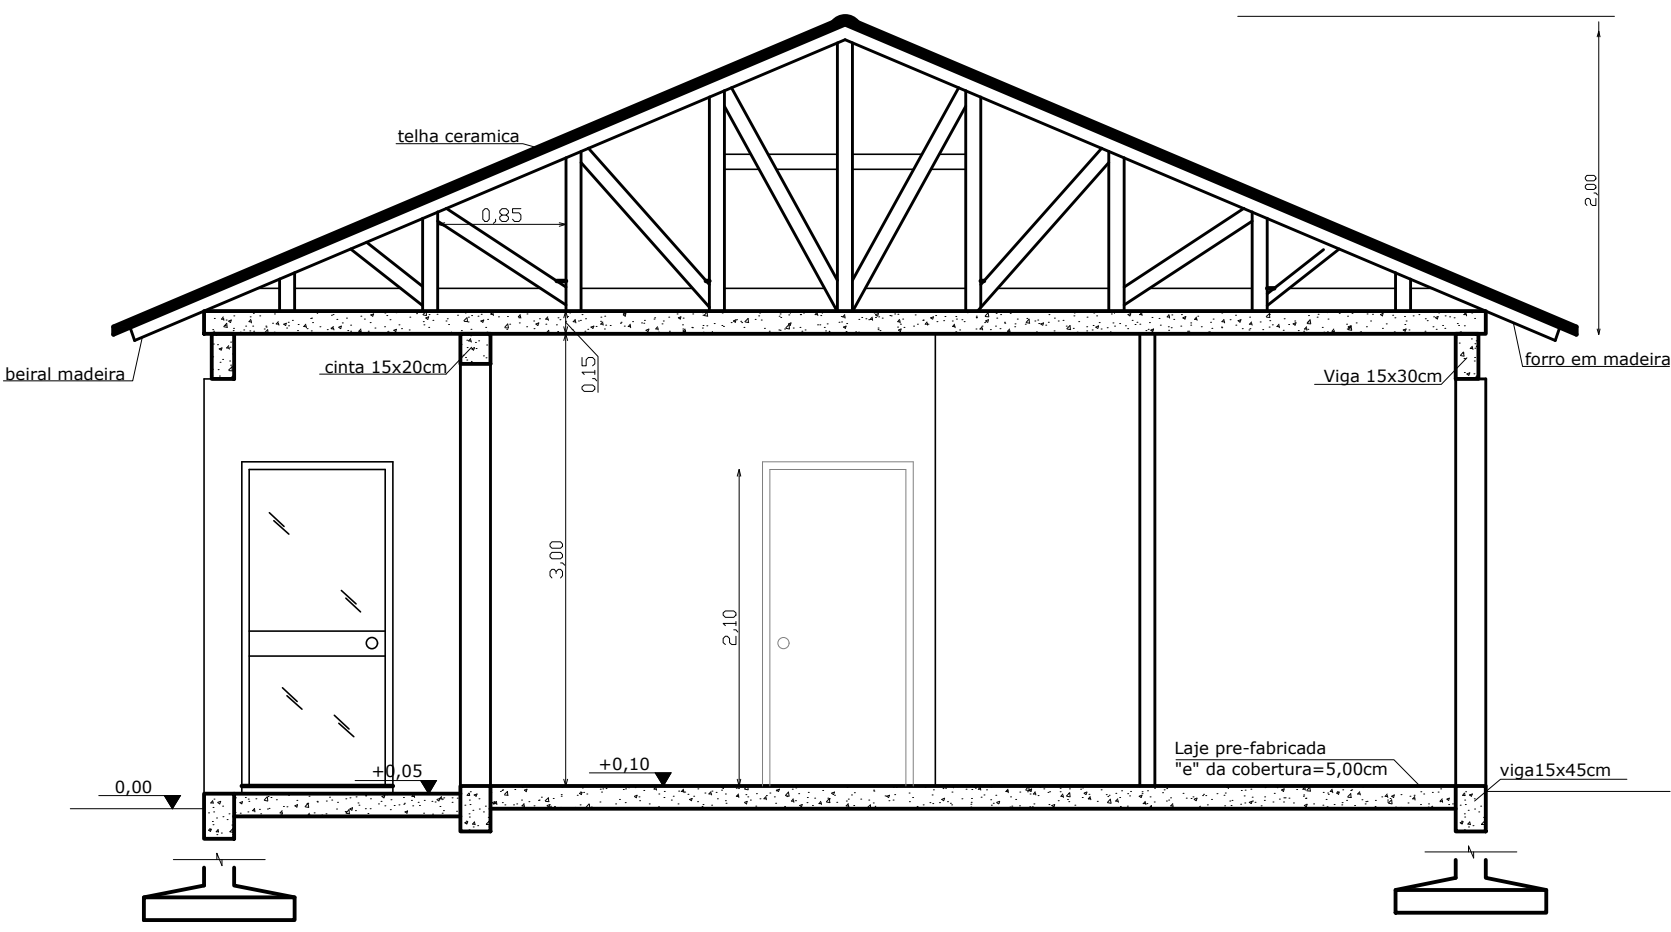 telha ceramica
2,00
0,85
beiral madeira
cinta 15x20cm
0,15
Viga 15x30cm
forro em madeira
3,00
2,10
0,00
+0,05
+0,10
Laje pre-fabricada
"e" da cobertura=5,00cm
viga15x45cm